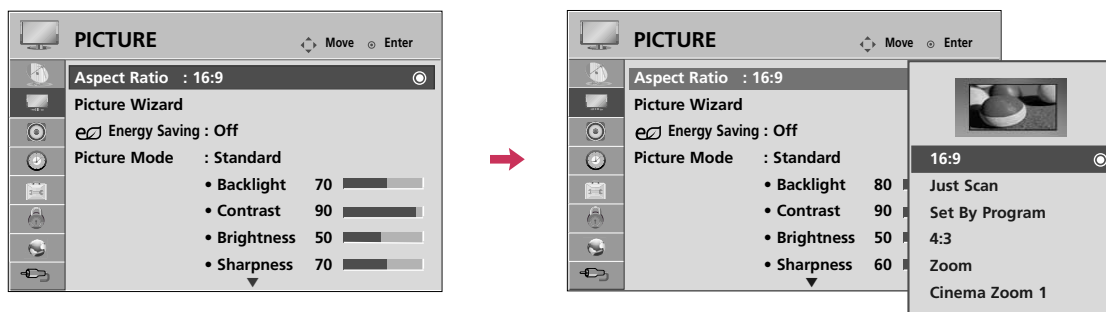 PICTURE
Move Enter
Aspect Ratio : 16:9
Picture Wizard
Energy Saving : Off
Picture Mode : Standard
• Backlight 70
• Contrast 90
• Brightness 50
• Sharpness 70
PICTURE
Move Enter
Aspect Ratio : 16:9
Picture Wizard
Energy Saving : Off
Picture Mode : Standard
• Backlight 80
• Contrast 90
• Brightness 50
• Sharpness 60
16:9
Just Scan
Set By Program
4:3
Zoom
Cinema Zoom 1